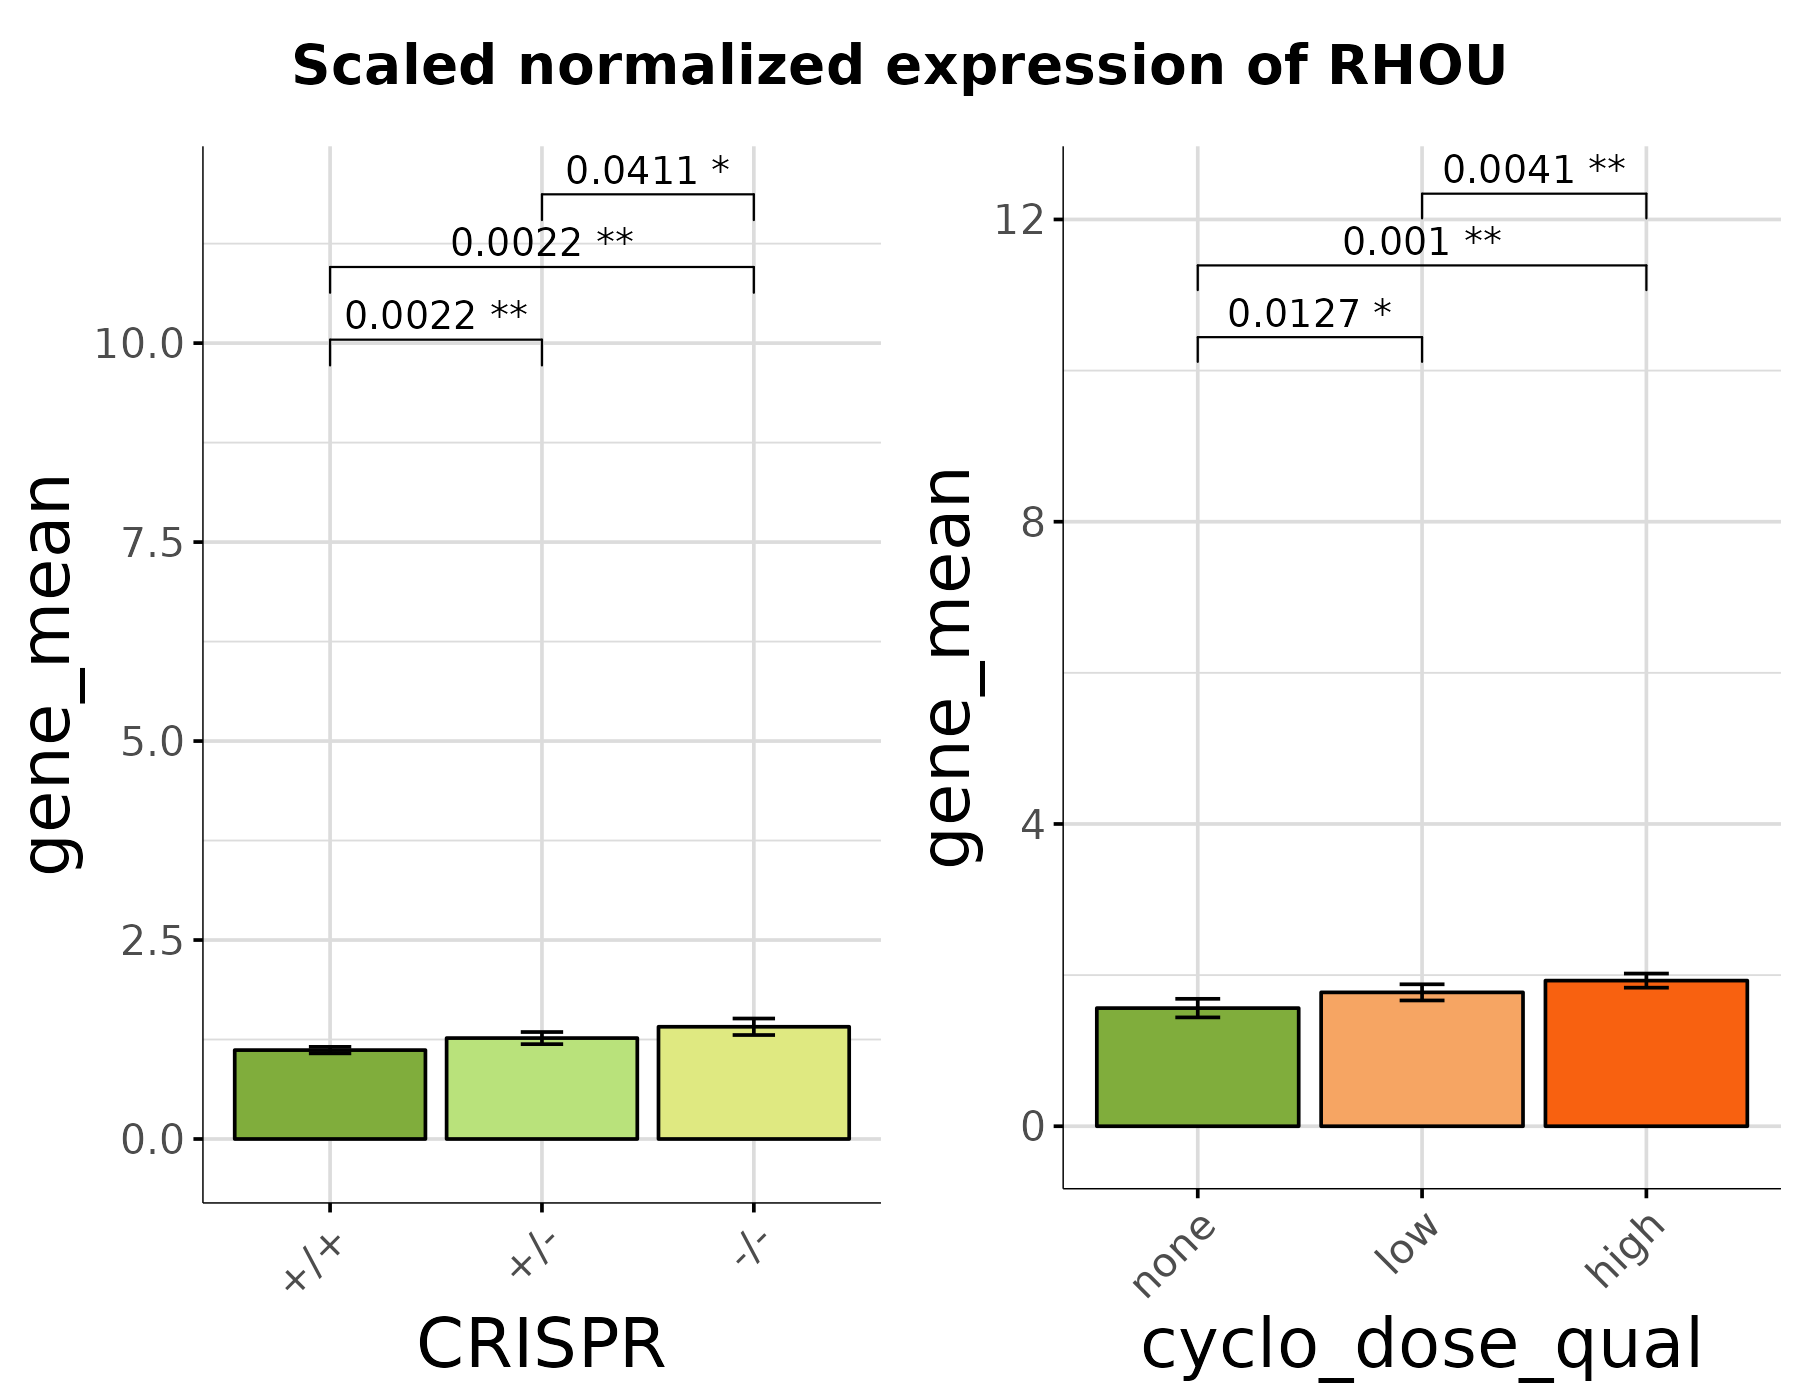 Scaled normalized expression of RHOU
gene_mean
10.0
7.5
5.0
2.5
0.0
0.0411 *
0.0022 **
0.0022 **
+/+
+/-
-/-
CRISPR
gene_mean
12
8
4
0
0.0041 **
0.001 **
0.0127 *
none
low
high
cyclo_dose_qual